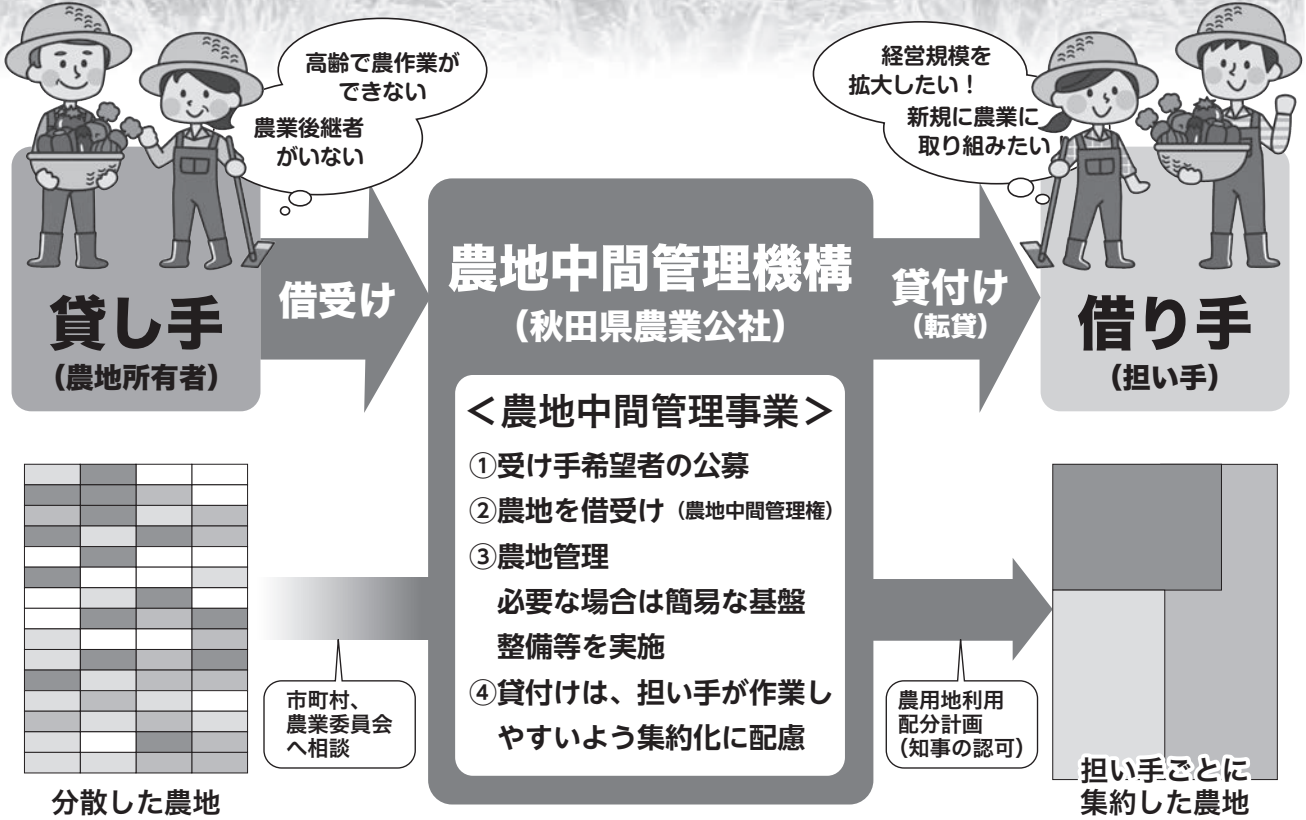 高齢で農作業が
できない
農業後継者
がいない
経営規模を
拡大したい！
新規に農業に
取り組みたい！
貸し手
（農地所有者）
借受け
農地中間管理機構
（秋田県農業公社）
貸付け
（転貸）
借り手
（担い手）
＜農地中間管理事業＞
①受け手希望者の公募
②農地を借受け（農地中間管理権）
③農地管理
必要な場合は簡易な基盤
整備等を実施
④貸付けは、担い手が作業し
やすいよう集約化に配慮
市町村、
農業委員会
へ相談
農用地利用
配分計画
（知事の認可）
分散した農地
担い手ごとに
集約した農地